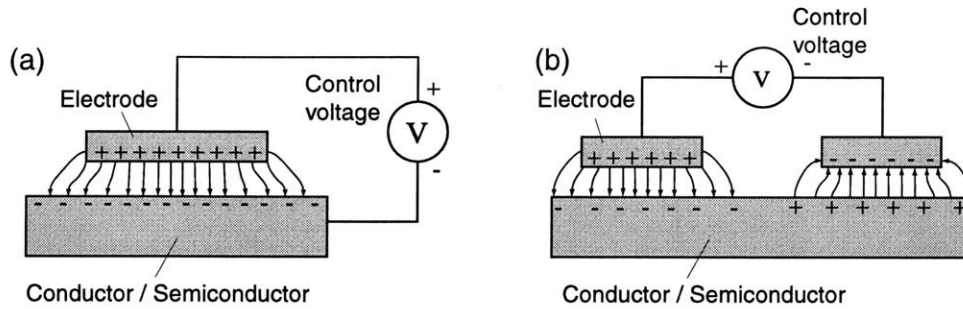 (a)
Electrode
Control
voltage
+
V
-
+ + + + + + + + +
- - - - - - - - - - -
Conductor / Semiconductor
(b)
Control
voltage
+
V
-
Electrode
+ + + + + +
- - - - - -
- - - - - -
+ + + + + +
Conductor / Semiconductor